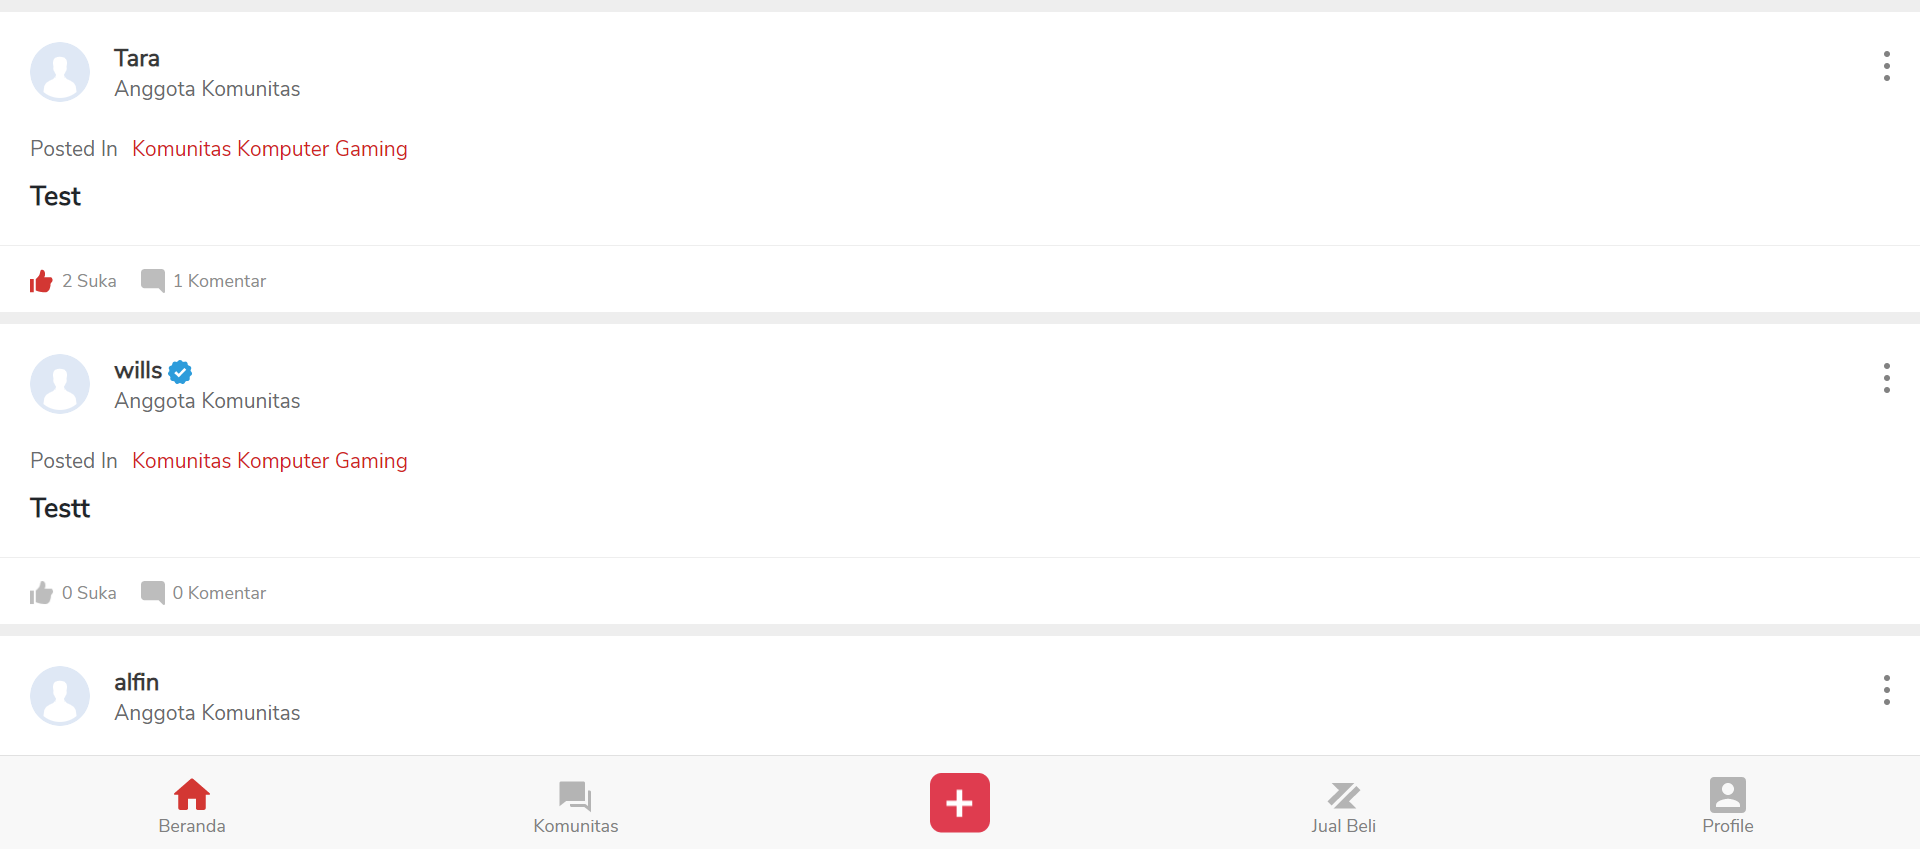 Tara
Anggota Komunitas
Posted In Komunitas Komputer Gaming
Test
2 Suka 1 Komentar
wills
Anggota Komunitas
Posted In Komunitas Komputer Gaming
Testt
0 Suka 0 Komentar
alfin
Anggota Komunitas
Beranda Komunitas Jual Beli Profile